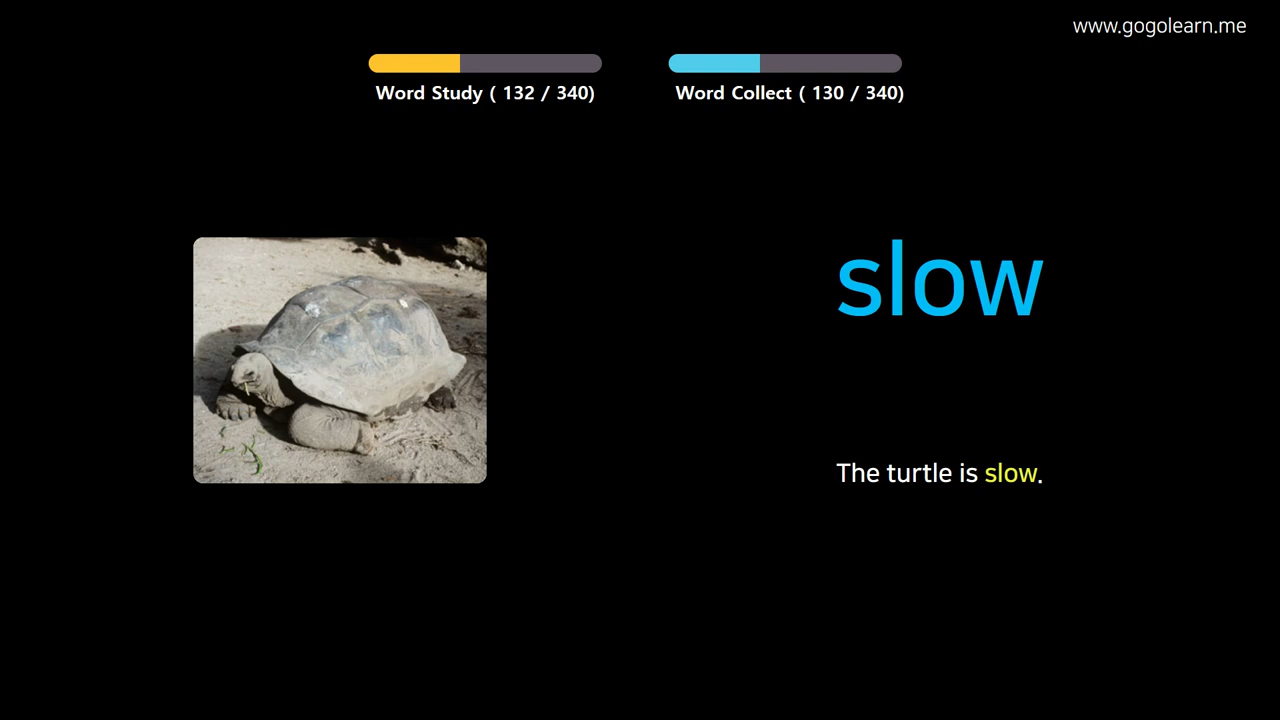 www.gogolearn.me
Word Study ( 132 / 340)
Word Collect ( 130 / 340)
slow
The turtle is slow.